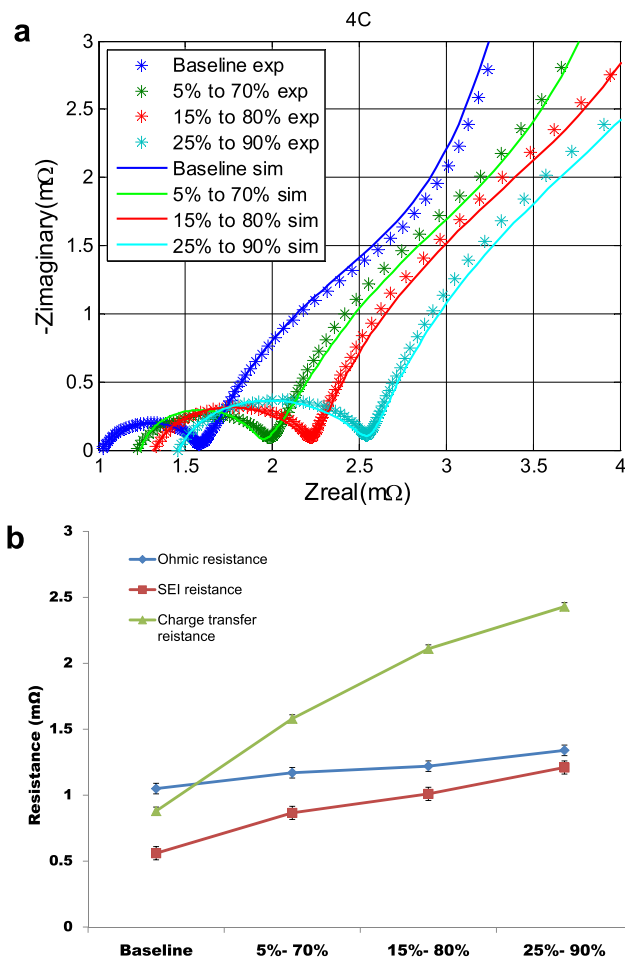 a
4C
3
2.5
2
1.5
1
0.5
0
-Zimaginary(mΩ)
Baseline exp
5% to 70% exp
15% to 80% exp
25% to 90% exp
Baseline sim
5% to 70% sim
15% to 80% sim
25% to 90% sim
1 1.5 2 2.5 3 3.5 4
Zreal(mΩ)
b
3
2.5
2
1.5
1
0.5
0
Resistance (mΩ)
Ohmic resistance
SEI reistance
Charge transfer
reistance
Baseline 5%- 70% 15%- 80% 25%- 90%